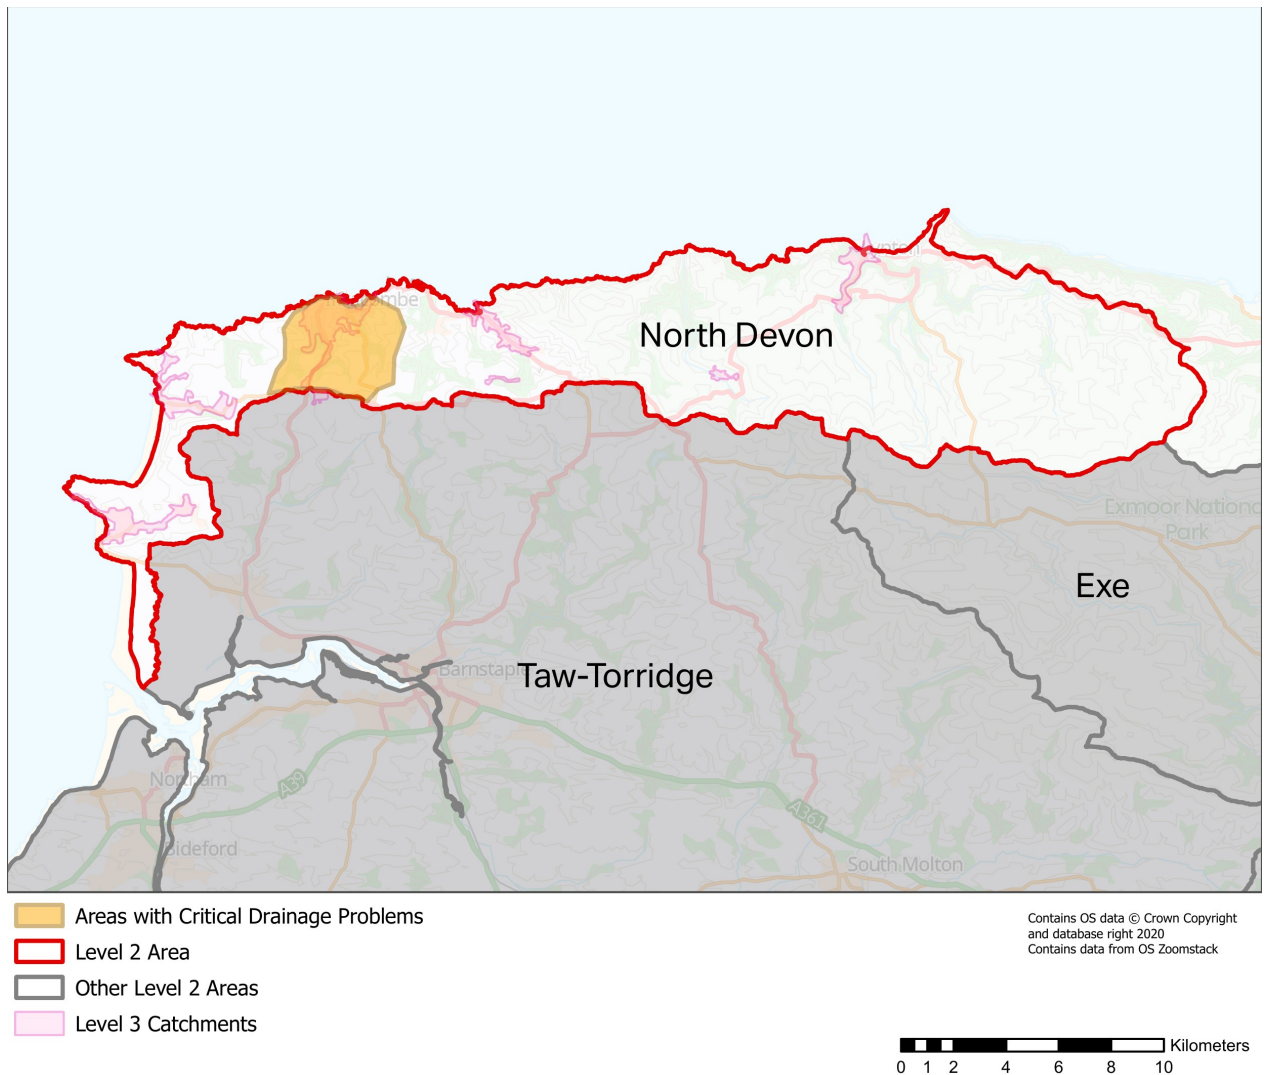 North Devon
Exmoor National
Park
Exe
Barnstaple
Taw-Torridge
Northam
A39
A361
Bideford
South Molton
Areas with Critical Drainage Problems
Level 2 Area
Other Level 2 Areas
Level 3 Catchments
Contains OS data © Crown Copyright
and database right 2020
Contains data from OS Zoomstack
Kilometers
0 1 2 4 6 8 10